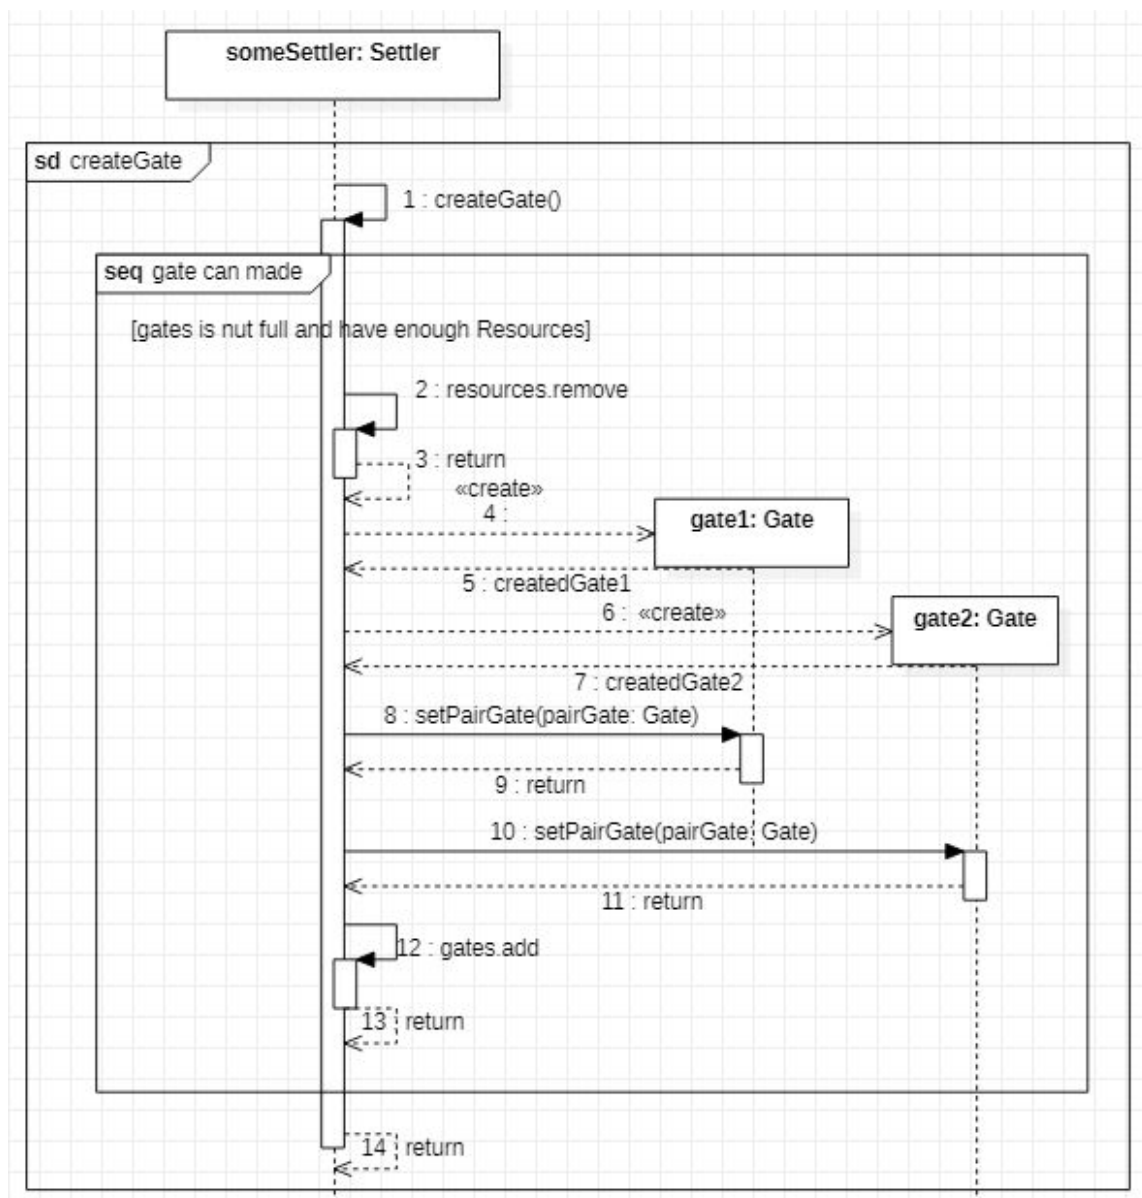 someSettler: Settler
sd createGate
1 : createGate()
seq gate can made
[gates is nut full and have enough Resources]
2 : resources.remove
3 : return
«create»
4 :
gate1: Gate
5 : createdGate1
6 : «create»
gate2: Gate
7 : createdGate2
8 : setPairGate(pairGate: Gate)
9 : return
10 : setPairGate(pairGate: Gate)
11 : return
12 : gates.add
13 : return
14 : return